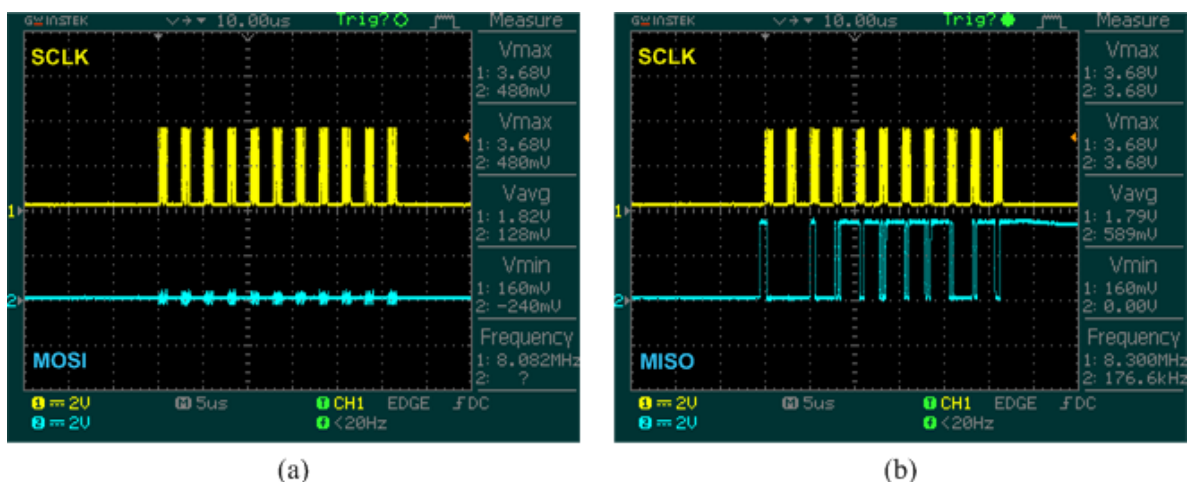 GW INSTEK 10.00us Trig? Measure
SCLK
Vmax
1: 3.68V
2: 480mV
Vmax
1: 3.68V
2: 480mV
Vavg
1: 1.82V
2: 128mV
Vmin
1: 160mV
2: -240mV
Frequency
1: 8.082MHz
2: ?
1
2
MOSI
1 2V M 5us T CH1 EDGE DC
2 2V f <20Hz
(a)
GW INSTEK 10.00us Trig? Measure
SCLK
Vmax
1: 3.68V
2: 3.68V
Vmax
1: 3.68V
2: 3.68V
Vavg
1: 1.79V
2: 589mV
Vmin
1: 160mV
2: 0.00V
Frequency
1: 8.300MHz
2: 176.6kHz
1
2
MISO
1 2V M 5us T CH1 EDGE DC
2 2V f <20Hz
(b)